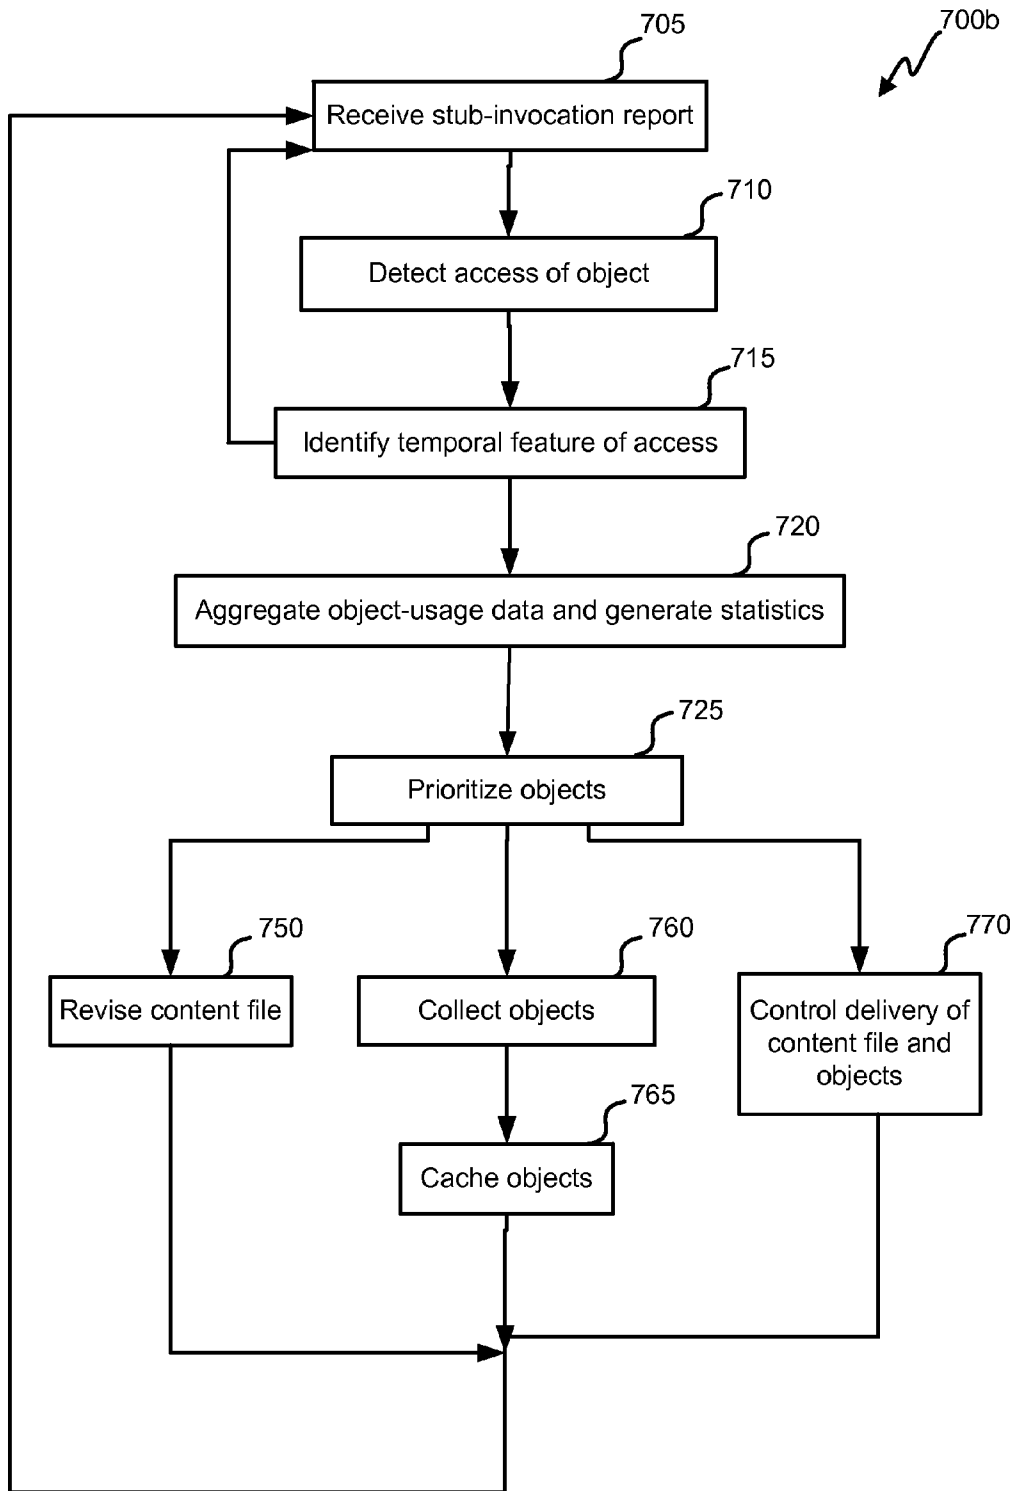 700b
705
Receive stub-invocation report
710
Detect access of object
715
Identify temporal feature of access
720
Aggregate object-usage data and generate statistics
725
Prioritize objects
750
Revise content file
760
Collect objects
770
Control delivery of
content file and
objects
765
Cache objects